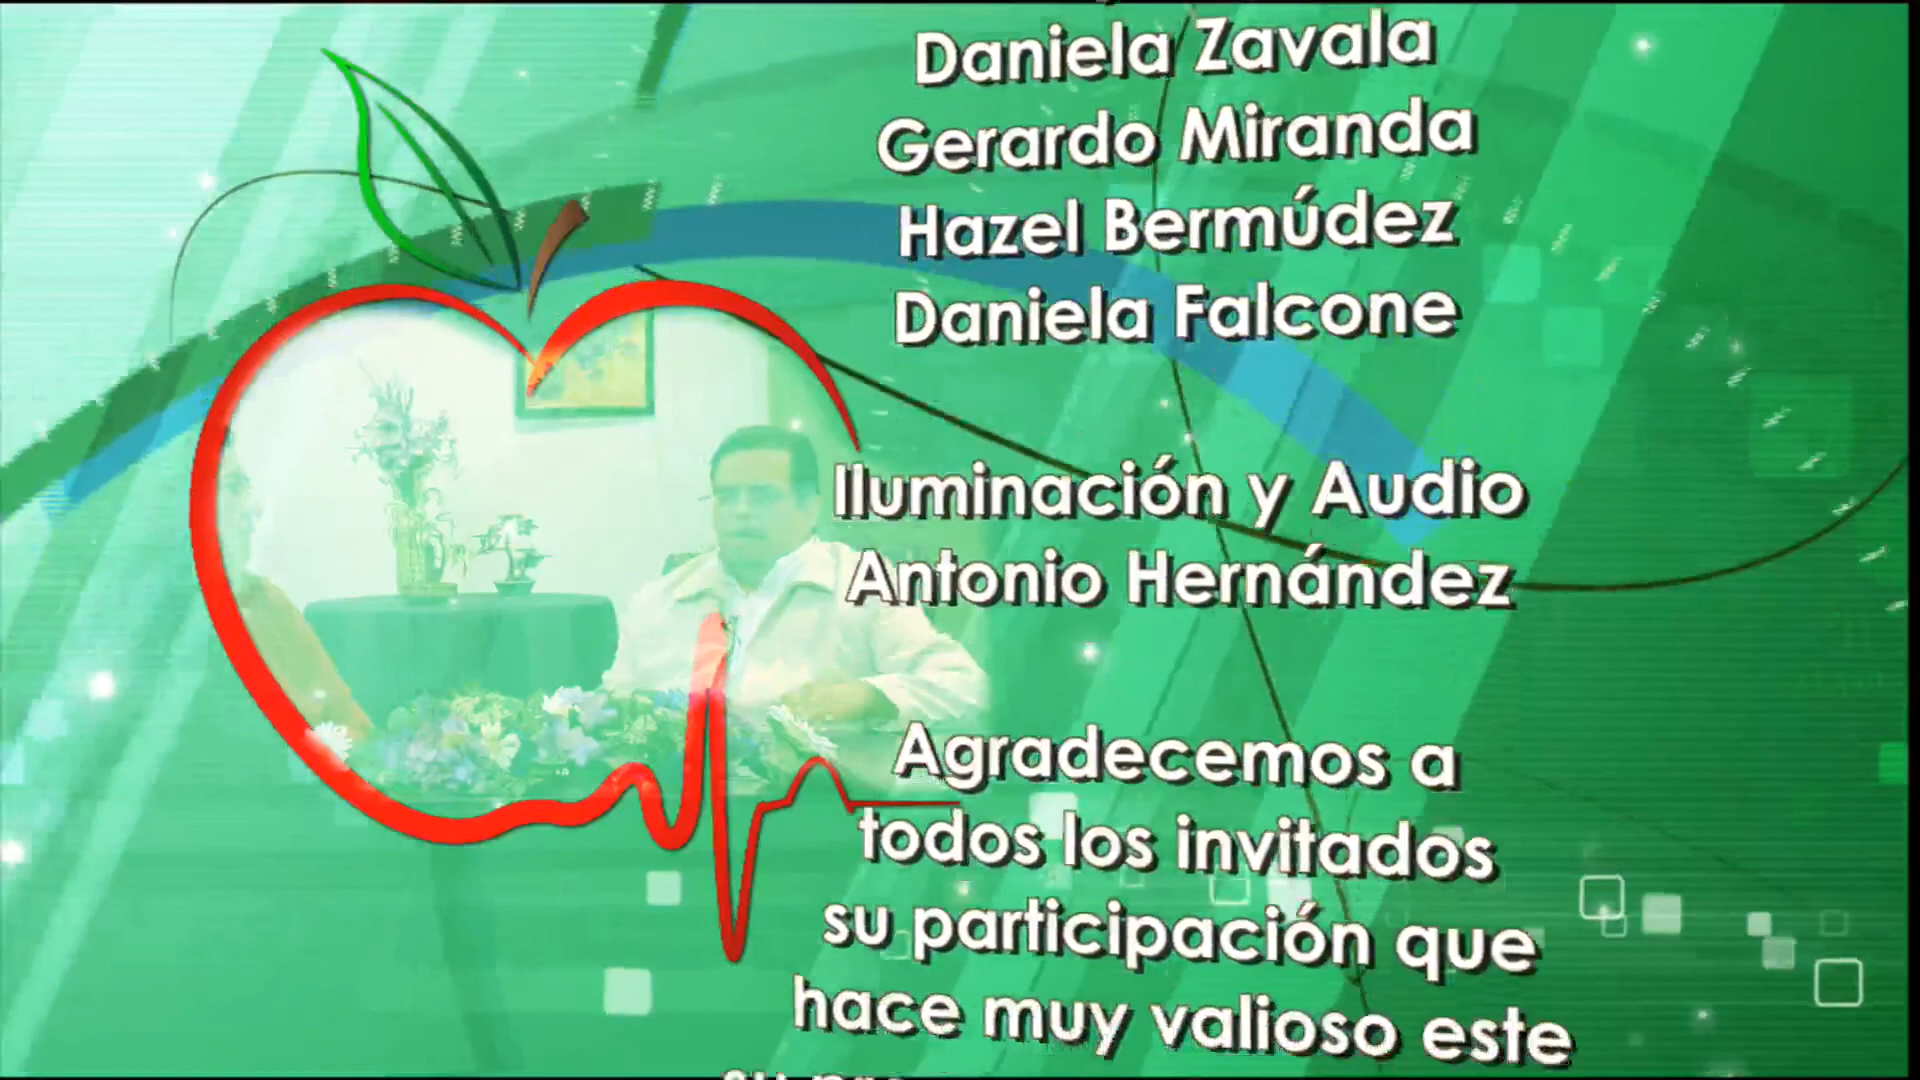 Daniela Zavala
Gerardo Miranda
Hazel Bermúdez
Daniela Falcone
Iluminación y Audio
Antonio Hernández
Agradecemos a
todos los invitados
su participación que
hace muy valioso este
su